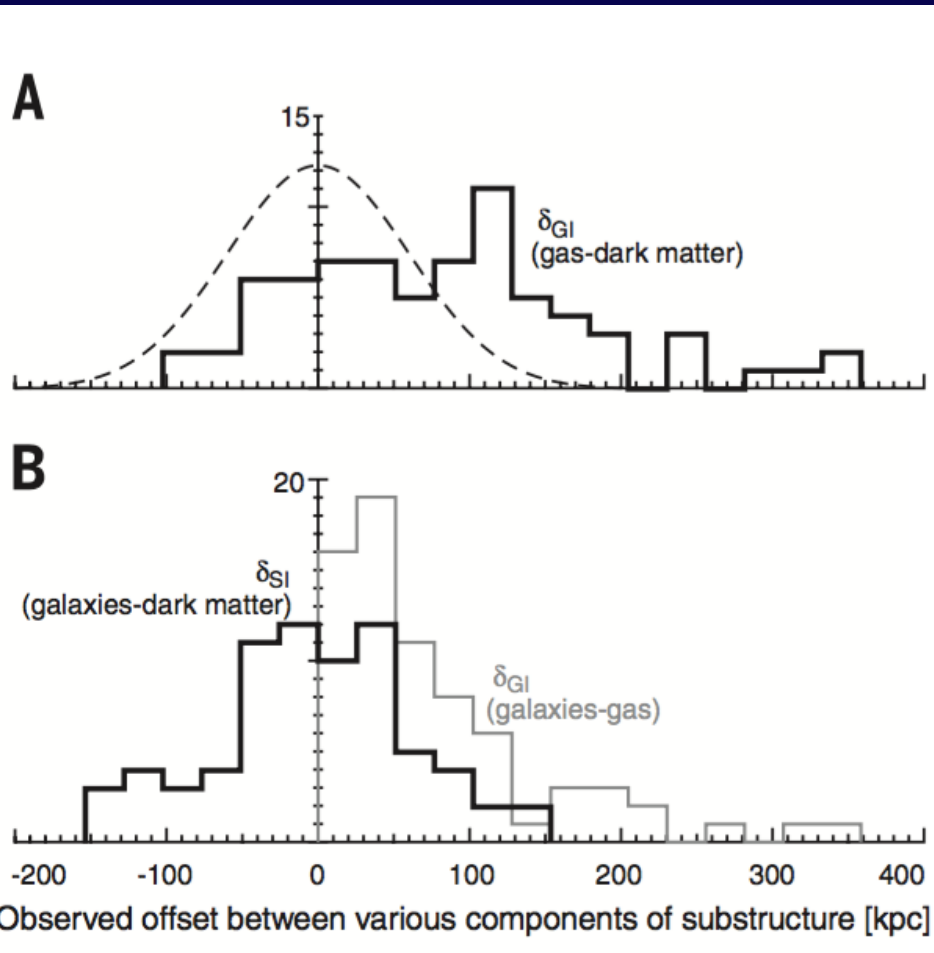 A
15
δGI
(gas-dark matter)
B
20
δSI
(galaxies-dark matter)
δGI
(galaxies-gas)
-200 -100 0 100 200 300 400
Observed offset between various components of substructure [kpc]